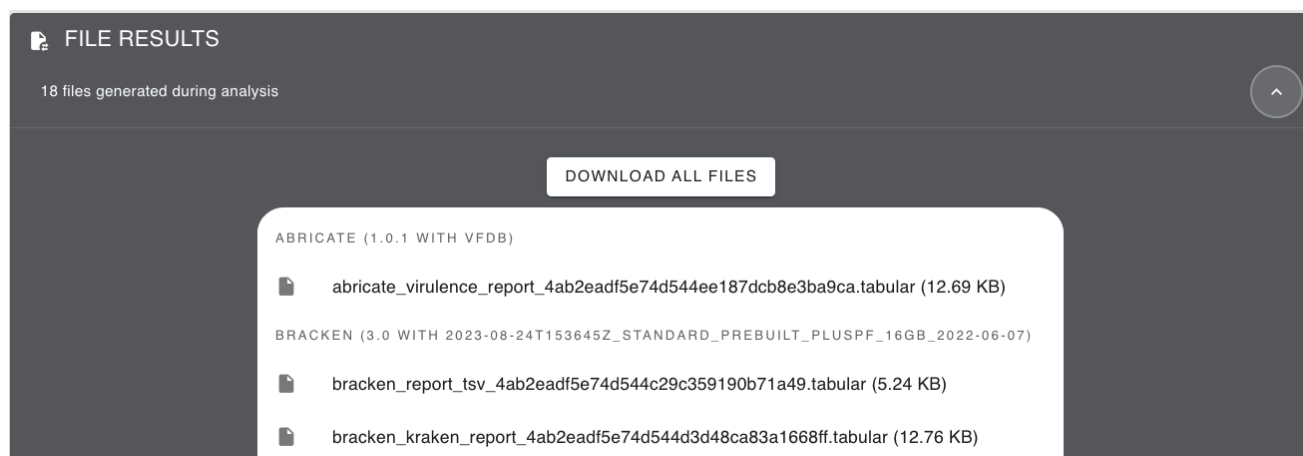 FILE RESULTS
18 files generated during analysis
DOWNLOAD ALL FILES
ABRICATE (1.0.1 WITH VFDB)
abricate_virulence_report_4ab2eadf5e74d544ee187dcb8e3ba9ca.tabular (12.69 KB)
BRACKEN (3.0 WITH 2023-08-24T153645Z_STANDARD_PREBUILT_PLUSPF_16GB_2022-06-07)
bracken_report_tsv_4ab2eadf5e74d544c29c359190b71a49.tabular (5.24 KB)
bracken_kraken_report_4ab2eadf5e74d544d3d48ca83a1668ff.tabular (12.76 KB)